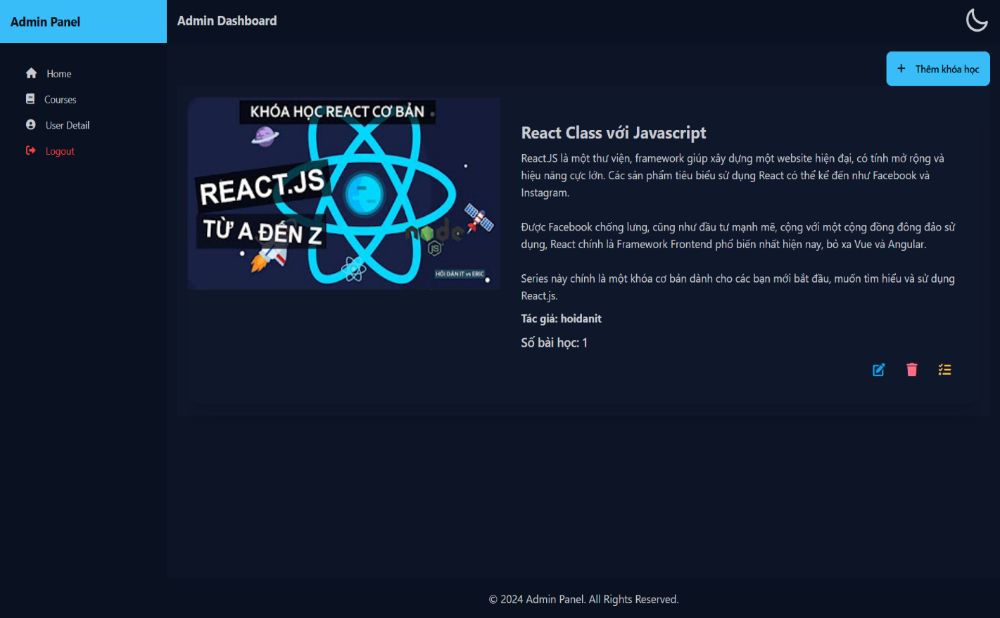 Admin Panel
Admin Dashboard
Home
Courses
User Detail
Logout
+ Thêm khóa học
KHÓA HỌC REACT CƠ BẢN
REACT.JS
TỪ A ĐẾN Z
node
JS
HỎI DÂN IT vs ERIC
React Class với Javascript
React.JS là một thư viện, framework giúp xây dựng một website hiện đại, có tính mở rộng và
hiệu năng cực lớn. Các sản phẩm tiêu biểu sử dụng React có thể kể đến như Facebook và
Instagram.
Được Facebook chống lưng, cũng như đầu tư mạnh mẽ, cộng với một cộng đồng đông đảo sử
dụng, React chính là Framework Frontend phổ biến nhất hiện nay, bỏ xa Vue và Angular.
Series này chính là một khóa cơ bản dành cho các bạn mới bắt đầu, muốn tìm hiểu và sử dụng
React.js.
Tác giả: hoidanit
Số bài học: 1
© 2024 Admin Panel. All Rights Reserved.